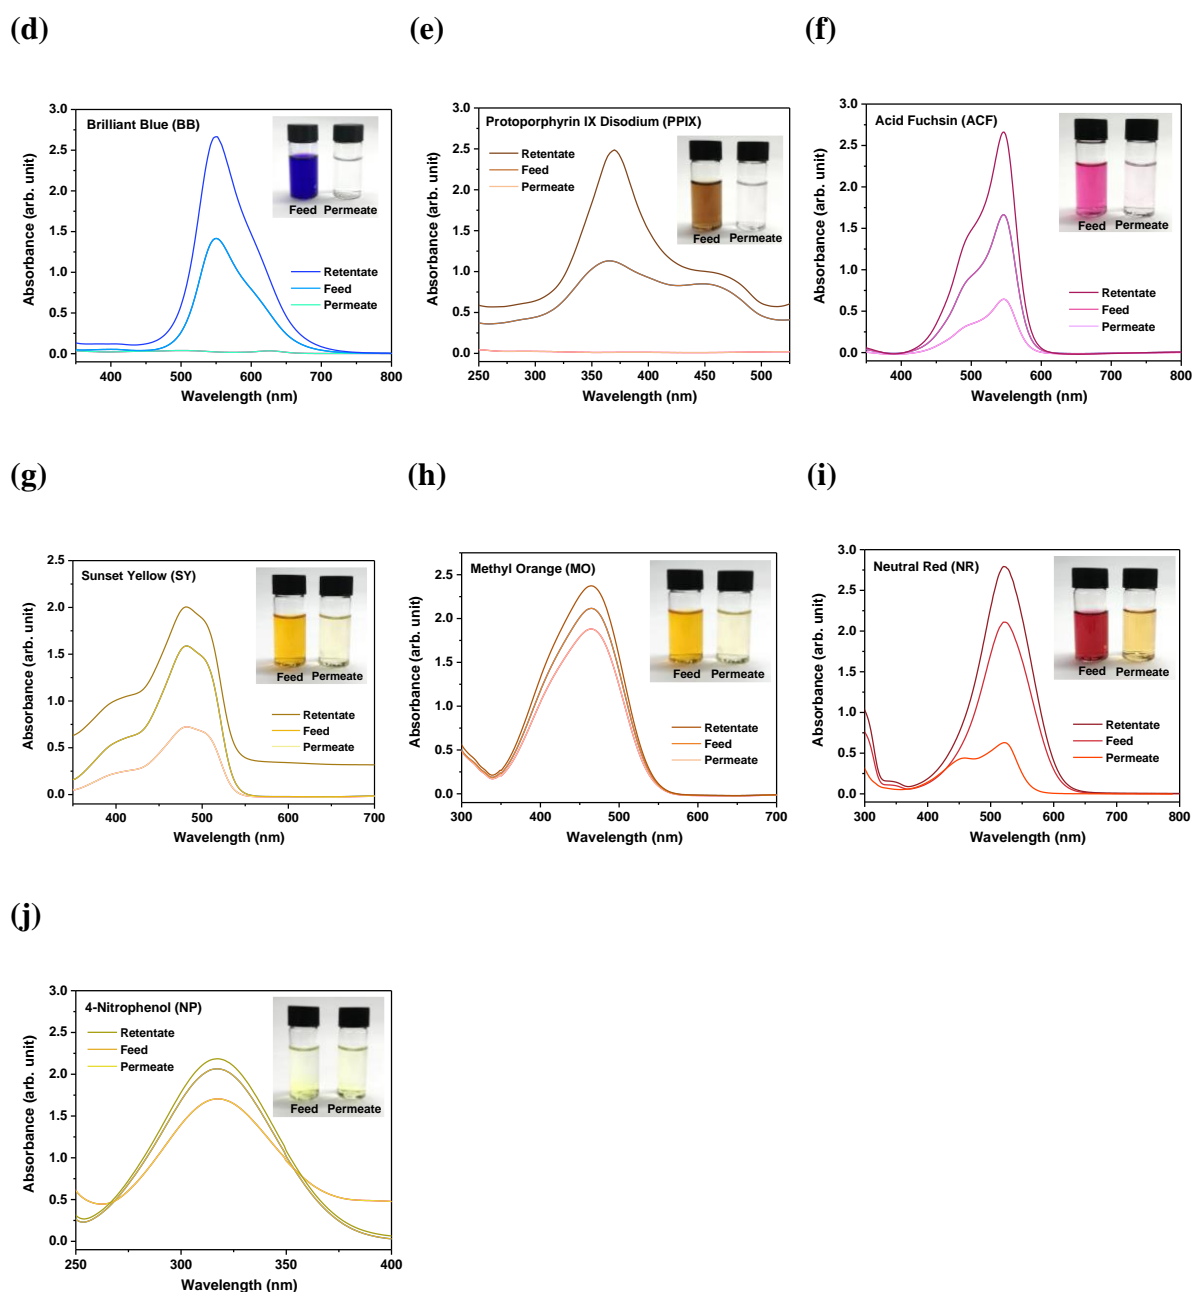 (d)
Brilliant Blue (BB)
Absorbance (arb. unit)
3.0
2.5
2.0
1.5
1.0
0.5
0.0
Feed Permeate
Retentate
Feed
Permeate
400 500 600 700 800
Wavelength (nm)
(e)
Protoporphyrin IX Disodium (PPIX)
Absorbance (arb. unit)
3.0
2.5
2.0
1.5
1.0
0.5
0.0
Retentate
Feed
Permeate
Feed Permeate
250 300 350 400 450 500
Wavelength (nm)
(f)
Acid Fuchsin (ACF)
Absorbance (arb. unit)
3.0
2.5
2.0
1.5
1.0
0.5
0.0
Feed Permeate
Retentate
Feed
Permeate
400 500 600 700 800
Wavelength (nm)
(g)
Sunset Yellow (SY)
Absorbance (arb. unit)
2.5
2.0
1.5
1.0
0.5
0.0
Feed Permeate
Retentate
Feed
Permeate
400 500 600 700
Wavelength (nm)
(h)
Methyl Orange (MO)
Absorbance (arb. unit)
2.5
2.0
1.5
1.0
0.5
0.0
Feed Permeate
Retentate
Feed
Permeate
300 400 500 600 700
Wavelength (nm)
(i)
Neutral Red (NR)
Absorbance (arb. unit)
3.0
2.5
2.0
1.5
1.0
0.5
0.0
Feed Permeate
Retentate
Feed
Permeate
300 400 500 600 700 800
Wavelength (nm)
(j)
4-Nitrophenol (NP)
Absorbance (arb. unit)
3.0
2.5
2.0
1.5
1.0
0.5
0.0
Retentate
Feed
Permeate
Feed Permeate
250 300 350 400
Wavelength (nm)